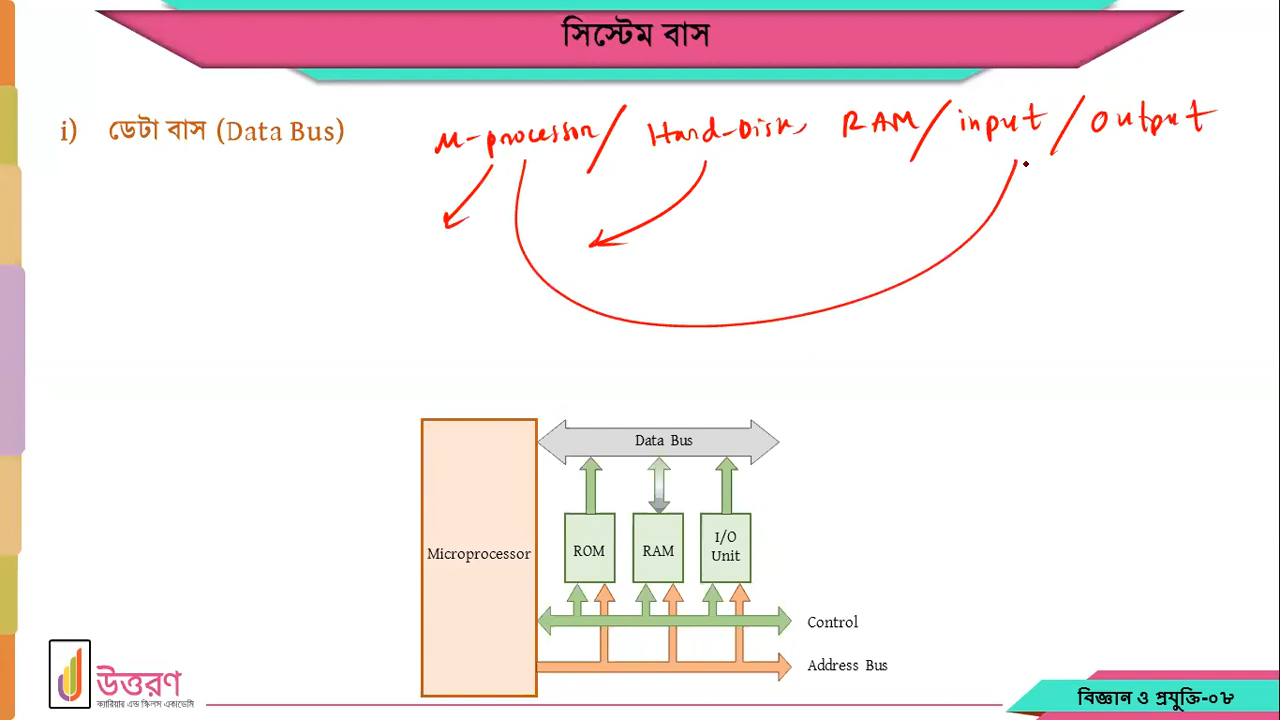 সিস্টেম বাস
i) ডেটা বাস (Data Bus)
M-processor / Hard-Disk, RAM / input / output
Data Bus
Microprocessor
ROM
RAM
I/O
Unit
Control
Address Bus
উত্তরণ
ক্যারিয়ার এন্ড স্কিলস একাডেমি
বিজ্ঞান ও প্রযুক্তি-০৮